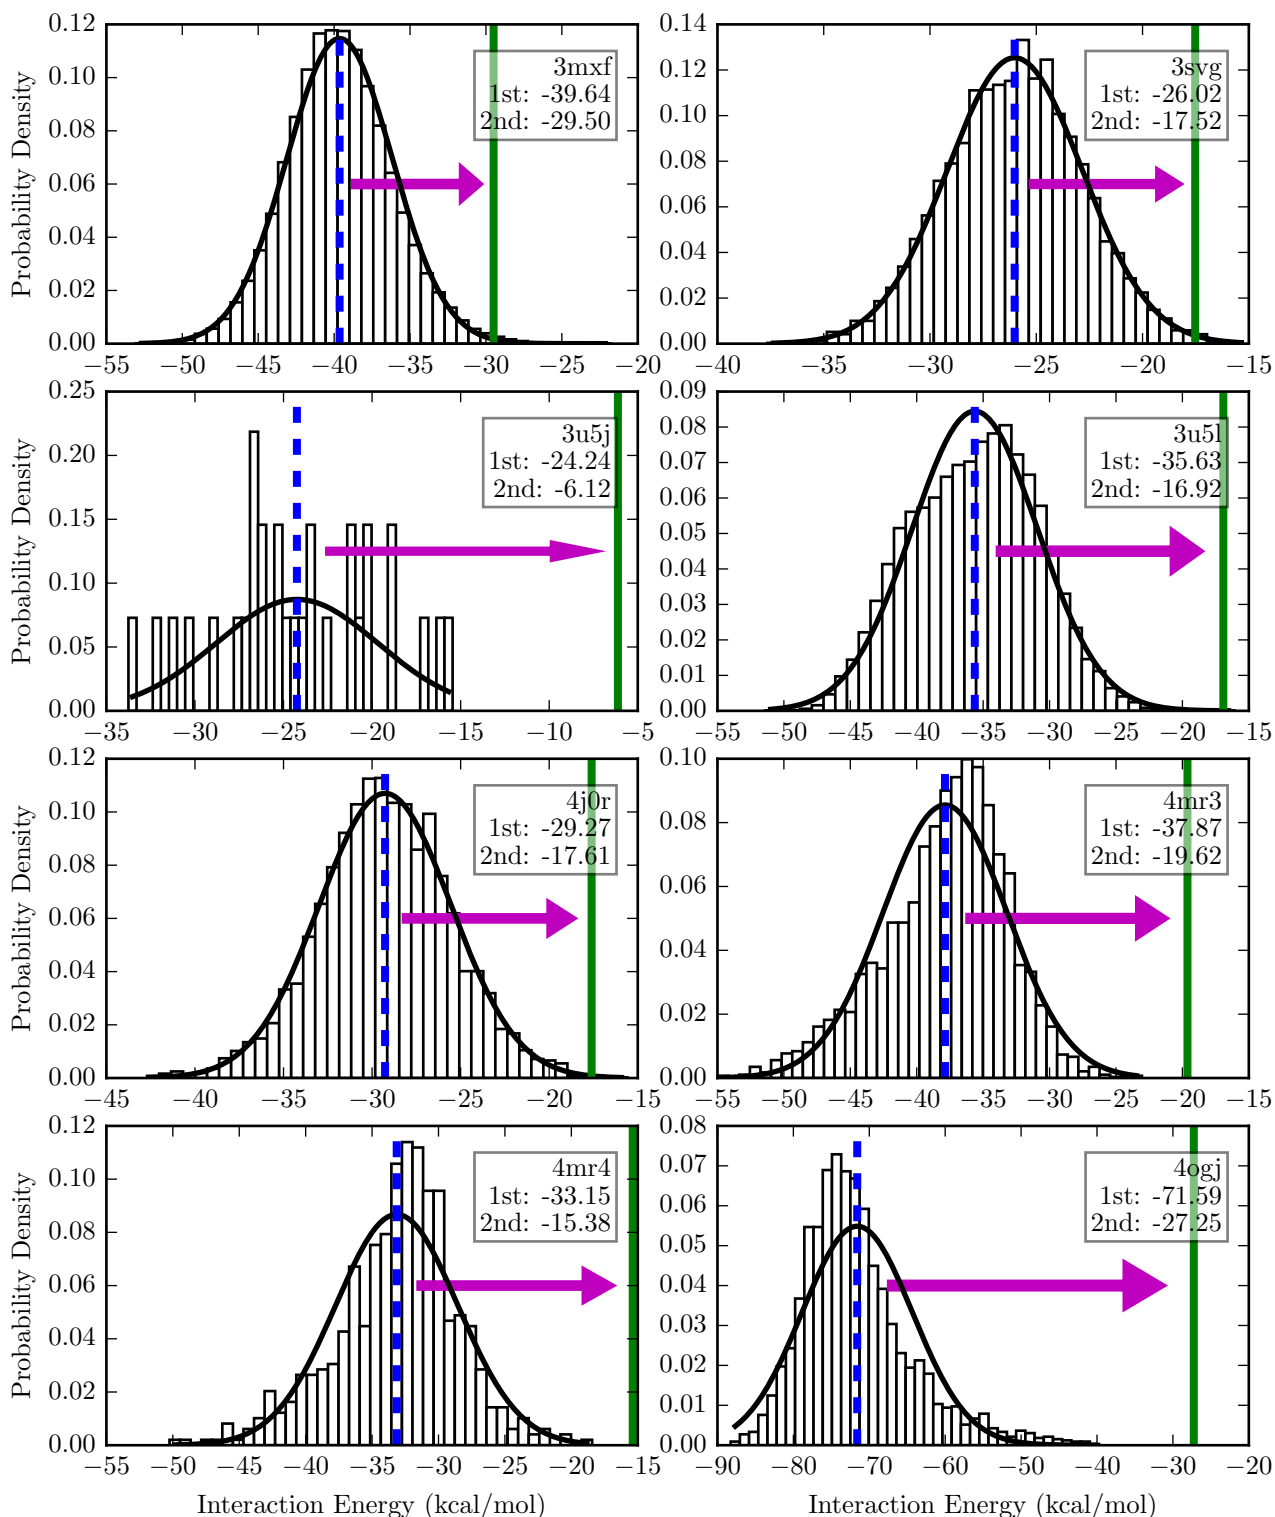 0.12
0.10
0.08
0.06
0.04
0.02
0.00
Probability Density
3mxf
1st: -39.64
2nd: -29.50
−55 −50 −45 −40 −35 −30 −25 −20
0.14
0.12
0.10
0.08
0.06
0.04
0.02
0.00
3svg
1st: -26.02
2nd: -17.52
−40 −35 −30 −25 −20 −15
0.25
0.20
0.15
0.10
0.05
0.00
Probability Density
3u5j
1st: -24.24
2nd: -6.12
−35 −30 −25 −20 −15 −10 −5
0.09
0.08
0.07
0.06
0.05
0.04
0.03
0.02
0.01
0.00
3u5l
1st: -35.63
2nd: -16.92
−55 −50 −45 −40 −35 −30 −25 −20 −15
0.12
0.10
0.08
0.06
0.04
0.02
0.00
Probability Density
4j0r
1st: -29.27
2nd: -17.61
−45 −40 −35 −30 −25 −20 −15
0.10
0.08
0.06
0.04
0.02
0.00
4mr3
1st: -37.87
2nd: -19.62
−55 −50 −45 −40 −35 −30 −25 −20 −15
0.12
0.10
0.08
0.06
0.04
0.02
0.00
Probability Density
4mr4
1st: -33.15
2nd: -15.38
−55 −50 −45 −40 −35 −30 −25 −20 −15
Interaction Energy (kcal/mol)
0.08
0.07
0.06
0.05
0.04
0.03
0.02
0.01
0.00
4ogj
1st: -71.59
2nd: -27.25
−90 −80 −70 −60 −50 −40 −30 −20
Interaction Energy (kcal/mol)